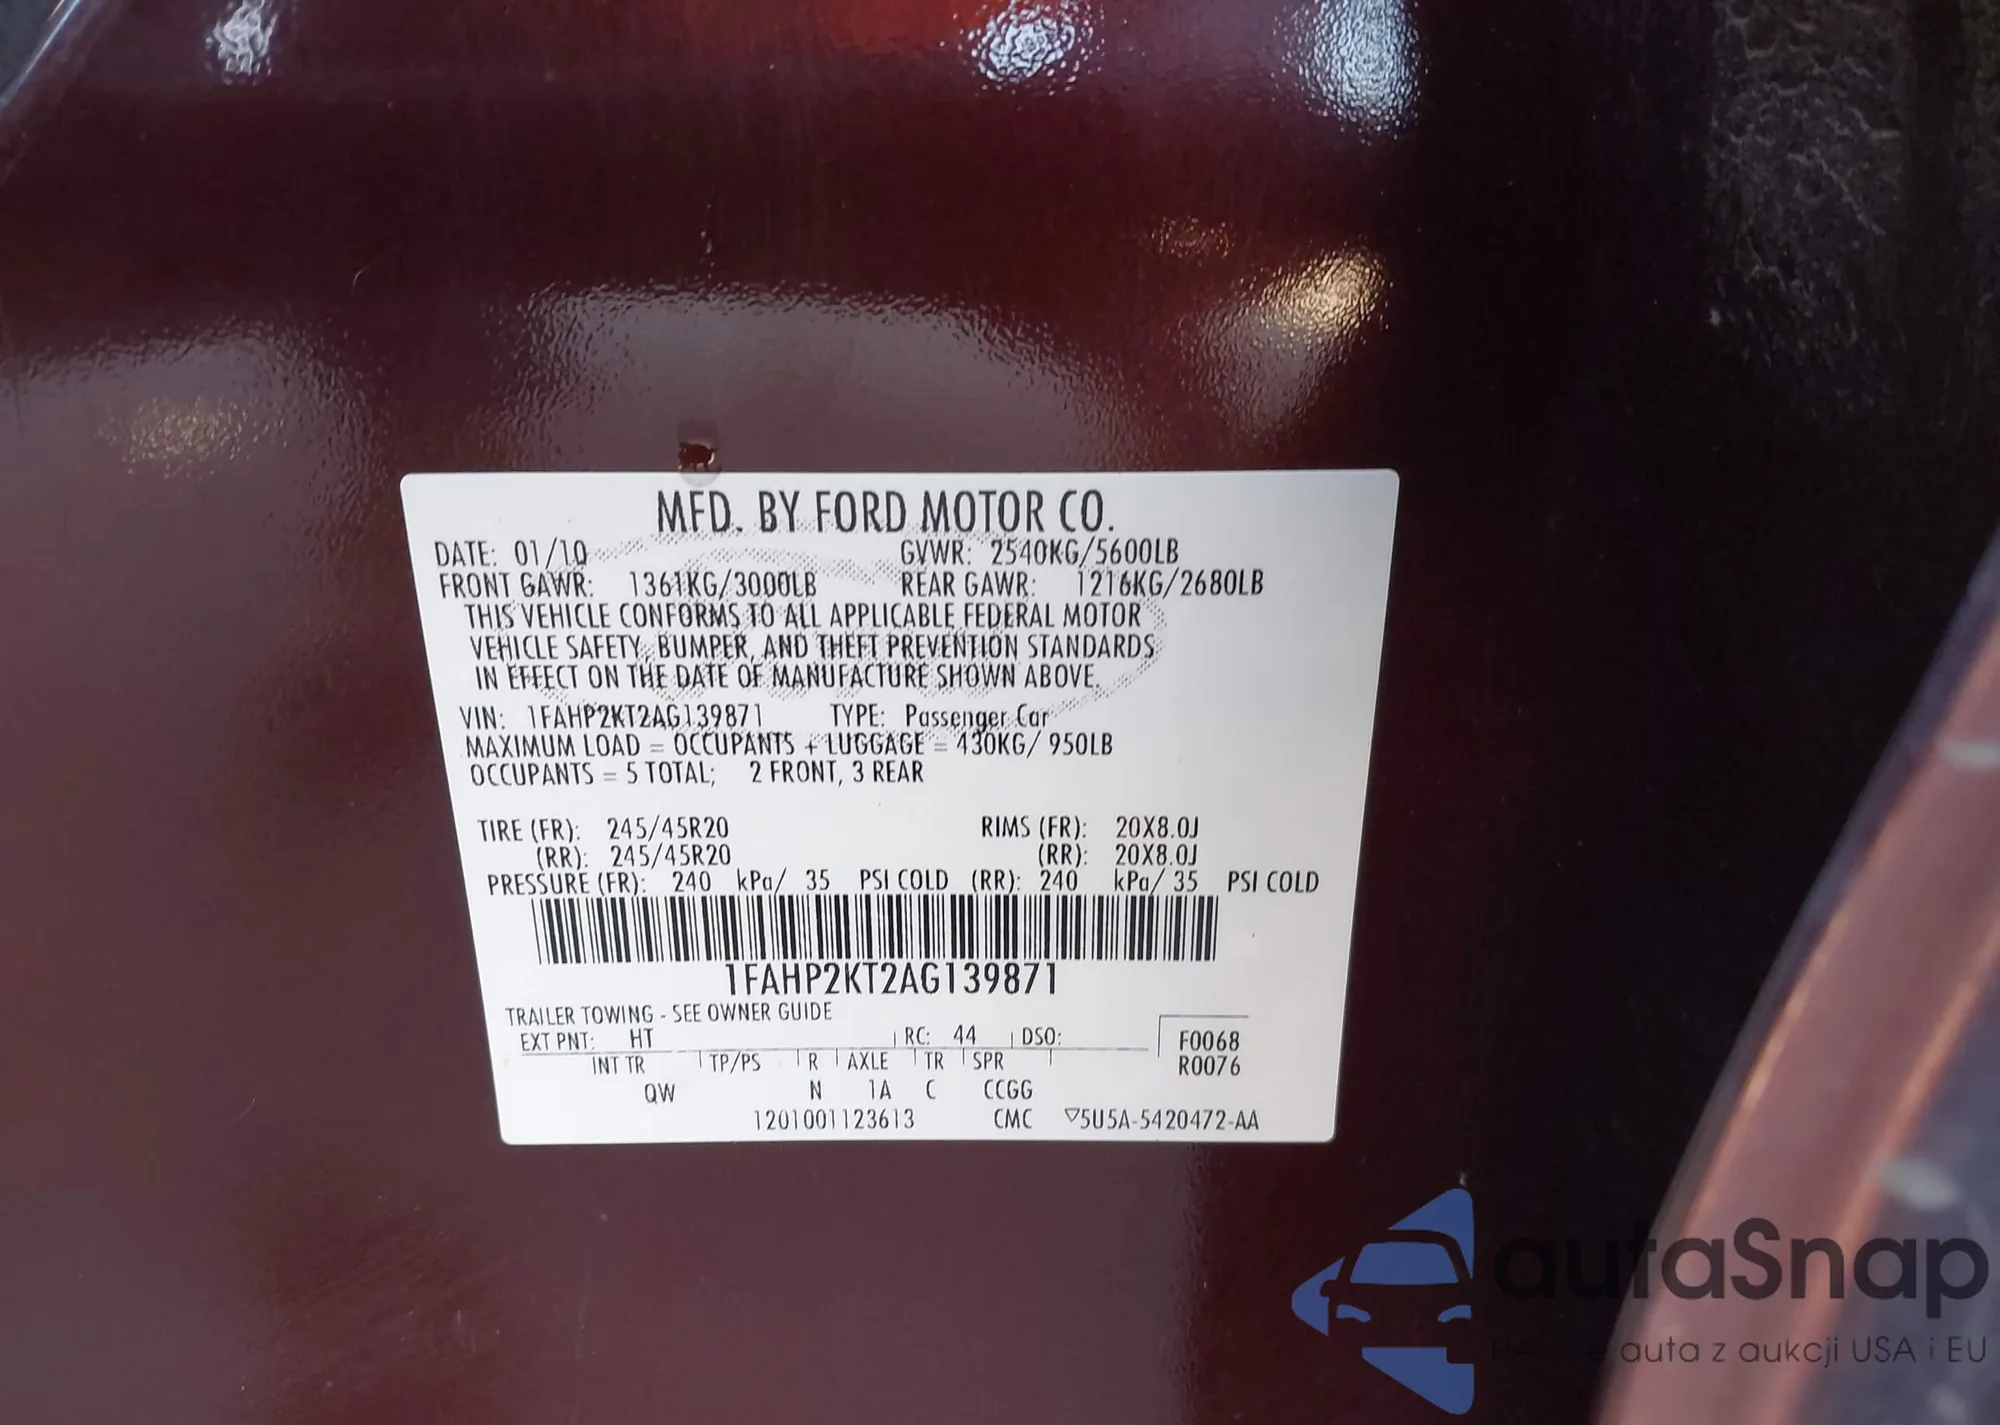 MFD. BY FORD MOTOR CO.
DATE: 01/10 GVWR: 2540KG/5600LB
FRONT GAWR: 1361KG/3000LB REAR GAWR: 1216KG/2680LB
THIS VEHICLE CONFORMS TO ALL APPLICABLE FEDERAL MOTOR
VEHICLE SAFETY, BUMPER, AND THEFT PREVENTION STANDARDS
IN EFFECT ON THE DATE OF MANUFACTURE SHOWN ABOVE.
VIN: 1FAHP2KT2AG139871 TYPE: Passenger Car
MAXIMUM LOAD = OCCUPANTS + LUGGAGE = 430KG/ 950LB
OCCUPANTS = 5 TOTAL; 2 FRONT, 3 REAR
TIRE (FR): 245/45R20 RIMS (FR): 20X8.0J
(RR): 245/45R20 (RR): 20X8.0J
PRESSURE (FR): 240 kPa/ 35 PSI COLD (RR): 240 kPa/ 35 PSI COLD
1FAHP2KT2AG139871
TRAILER TOWING - SEE OWNER GUIDE
EXT PNT: HT RC: 44 DSO: F0068
INT TR TP/PS R AXLE TR SPR R0076
QW N 1A C CCGG
1201001123613 CMC ▽5U5A-5420472-AA
autaSnap
auta z aukcji USA i EU